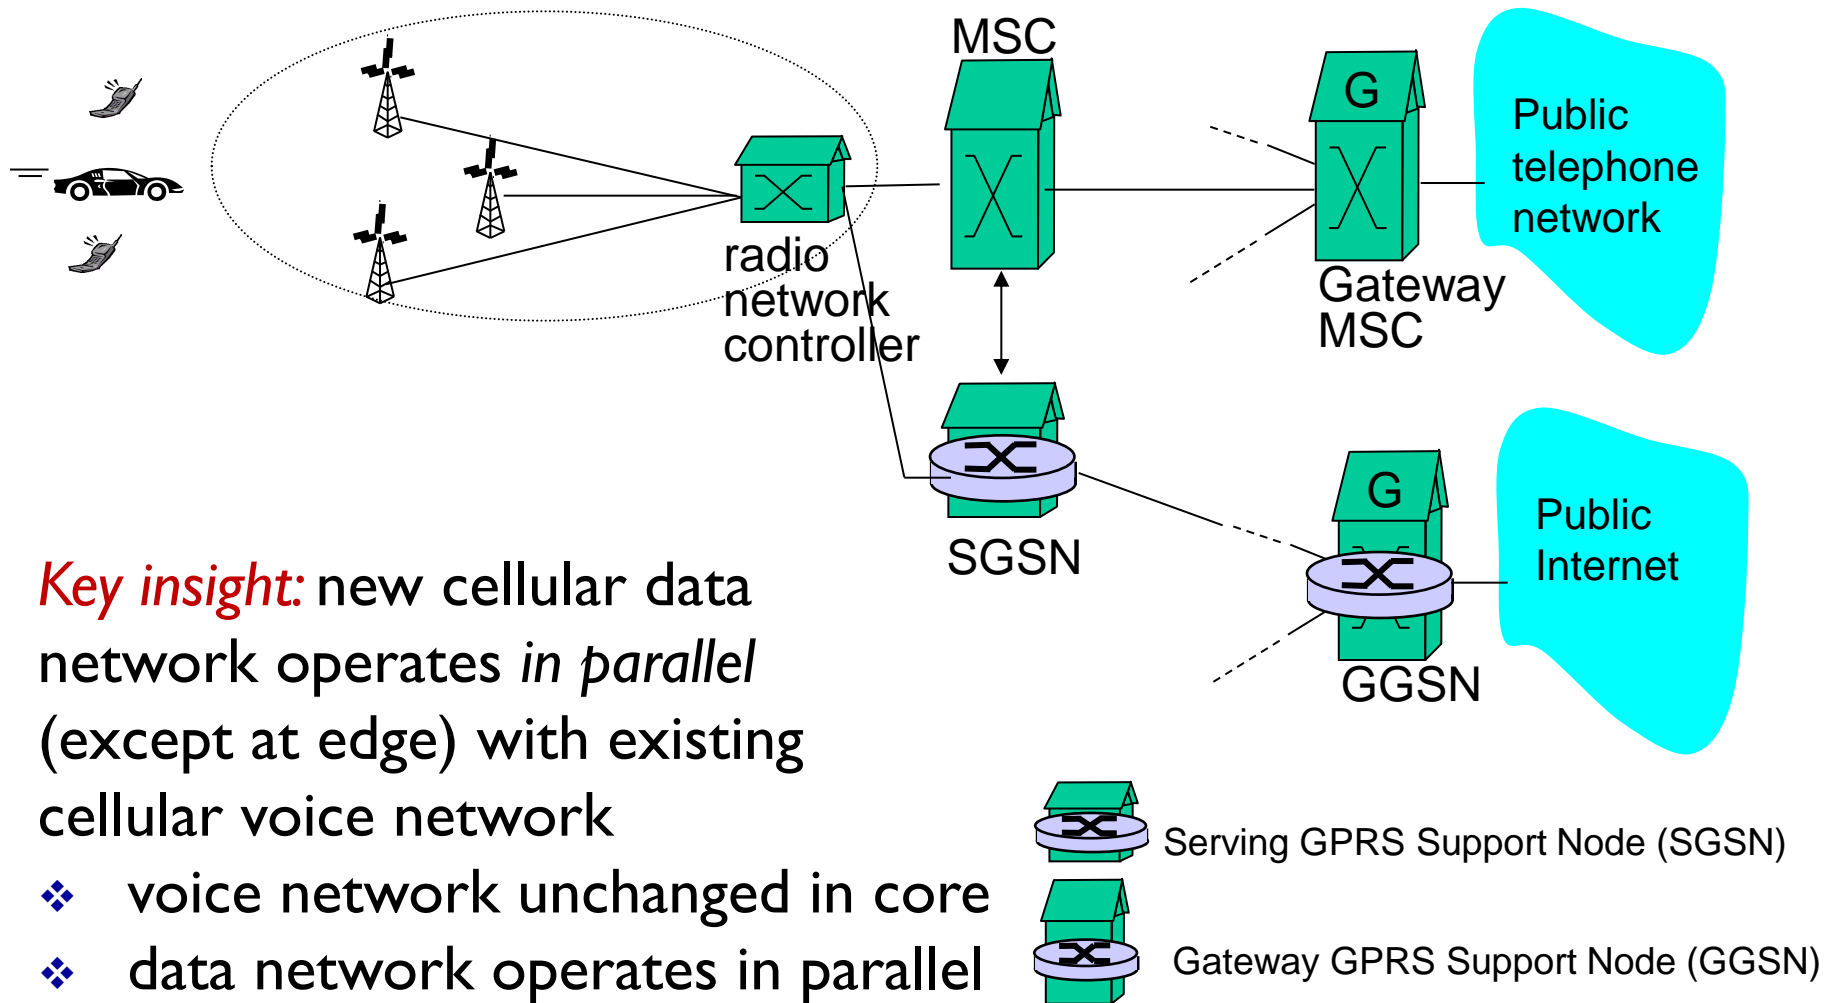 MSC
G
Public
telephone
network
radio
network
controller
Gateway
MSC
G
SGSN
Public
Internet
GGSN
Key insight: new cellular data
network operates in parallel
(except at edge) with existing
cellular voice network
❖ voice network unchanged in core
❖ data network operates in parallel
Serving GPRS Support Node (SGSN)
Gateway GPRS Support Node (GGSN)